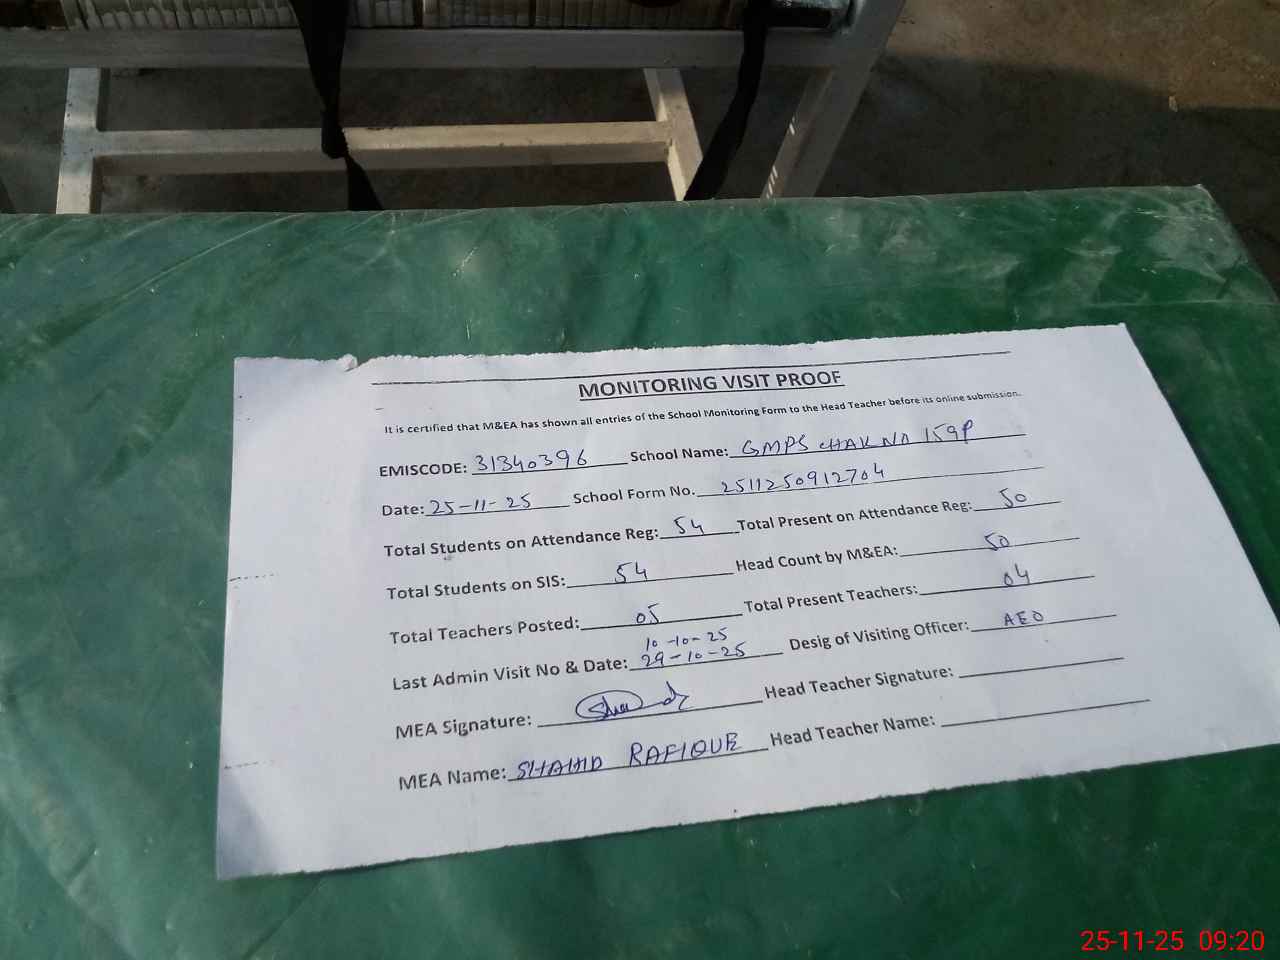 MONITORING VISIT PROOF
It is certified that M&EA has shown all entries of the School Monitoring Form to the Head Teacher before its online submission.
EMISCODE: 31340396 School Name: GMPS CHAK NO 159P
Date: 25-11-25 School Form No. 2511250912704
Total Students on Attendance Reg: 54 Total Present on Attendance Reg: 50
Total Students on SIS: 54 Head Count by M&EA: 50
Total Teachers Posted: 05 Total Present Teachers: 04
10-10-25
Last Admin Visit No & Date: 29-10-25 Desig of Visiting Officer: AEO
MEA Signature: Head Teacher Signature:
MEA Name: SHAHID RAFIQUE Head Teacher Name:
25-11-25 09:20